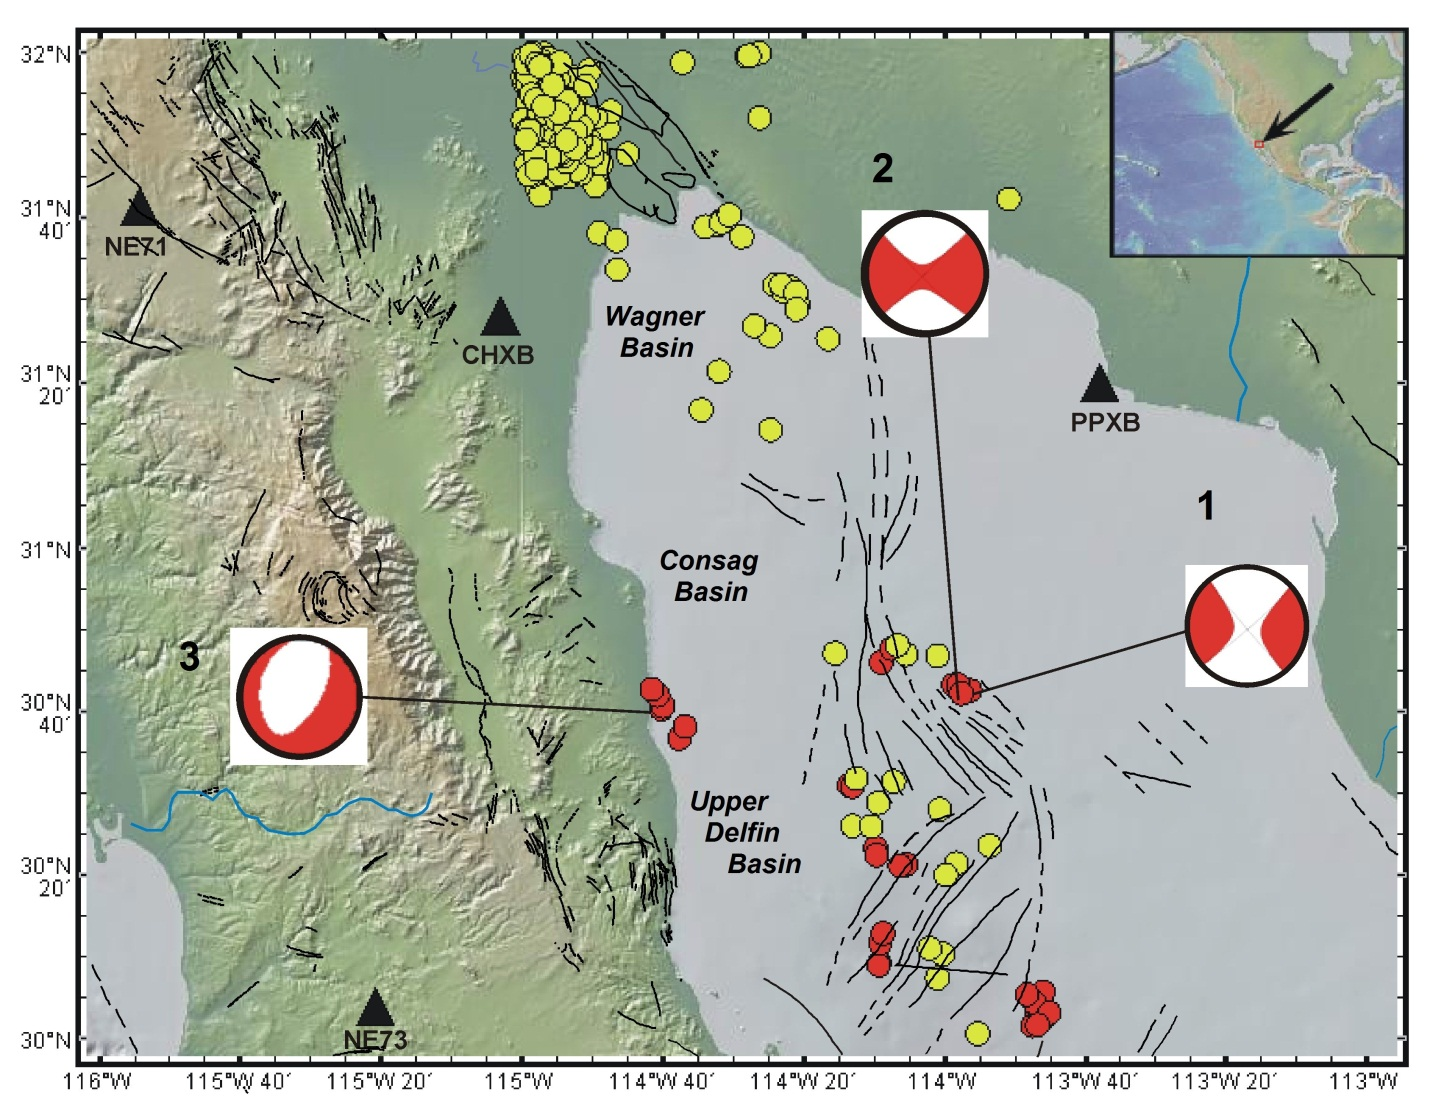 32°N
31°N
40´
31°N
20´
31°N
30°N
40´
30°N
20´
30°N
116°W
115°W 40´
115°W 20´
115°W
114°W 40´
114°W 20´
114°W
113°W 40´
113°W 20´
113°W
NE71
CHXB
PPXB
NE73
Wagner
Basin
Consag
Basin
Upper
Delfin
Basin
2
1
3